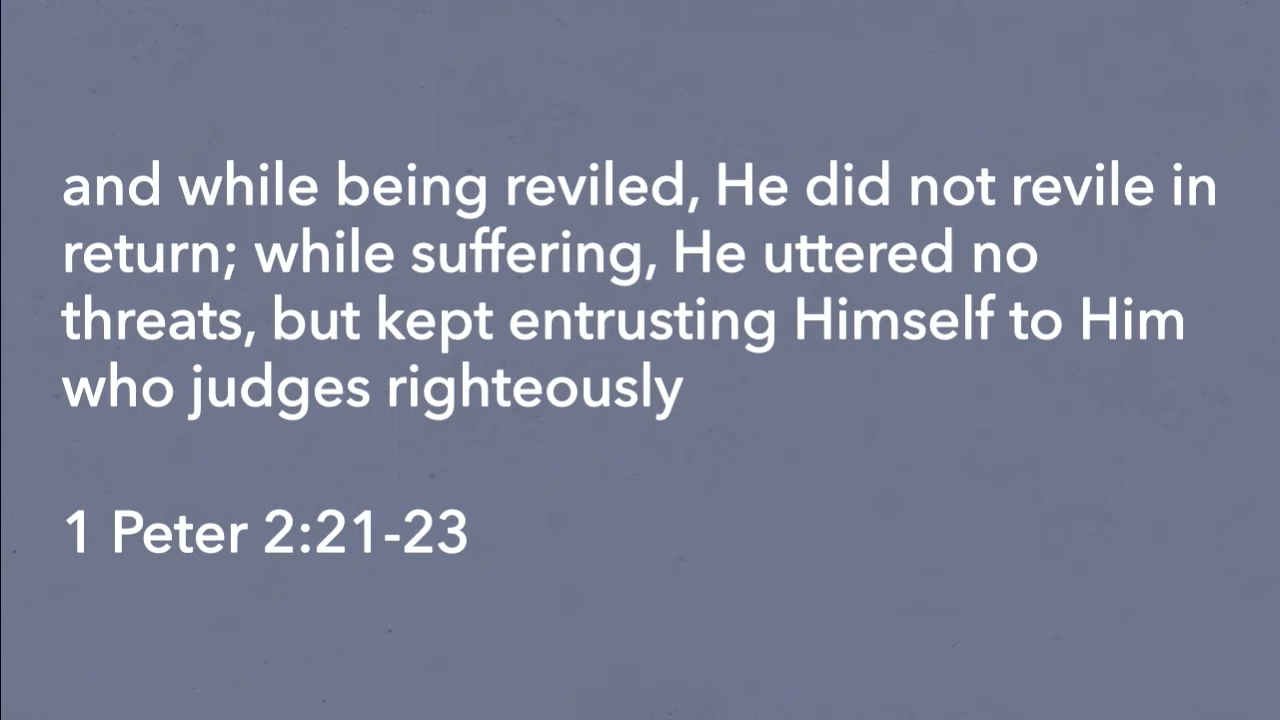 and while being reviled, He did not revile in
return; while suffering, He uttered no
threats, but kept entrusting Himself to Him
who judges righteously
1 Peter 2:21-23